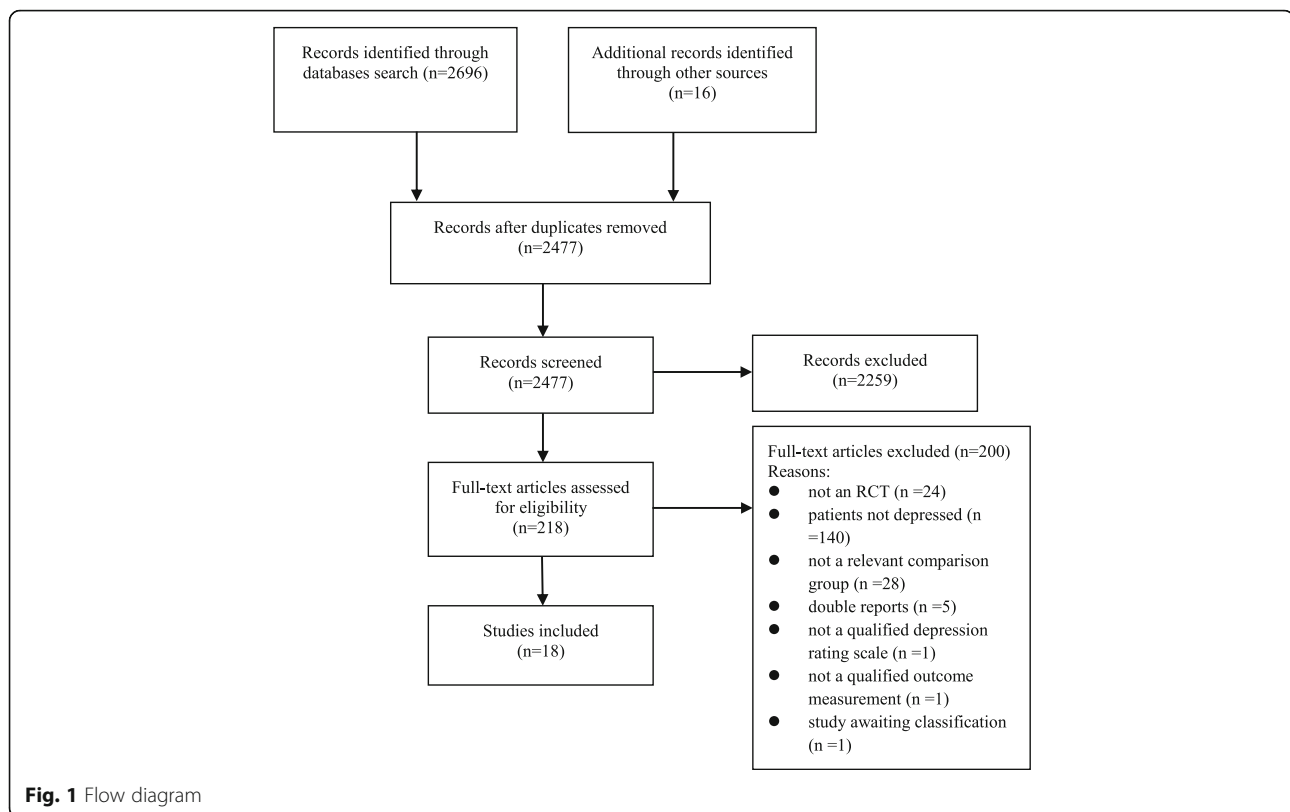 Records identified through
databases search (n=2696)
Additional records identified
through other sources
(n=16)
Records after duplicates removed
(n=2477)
Records screened
(n=2477)
Records excluded
(n=2259)
Full-text articles assessed
for eligibility
(n=218)
Full-text articles excluded (n=200)
Reasons:
● not an RCT (n =24)
● patients not depressed (n
=140)
● not a relevant comparison
group (n =28)
● double reports (n =5)
● not a qualified depression
rating scale (n =1)
● not a qualified outcome
measurement (n =1)
● study awaiting classification
(n =1)
Studies included
(n=18)
Fig. 1 Flow diagram